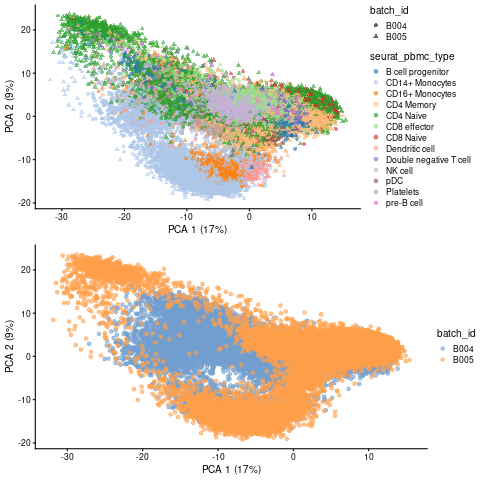 batch_id
B004
B005
seurat_pbmc_type
B cell progenitor
CD14+ Monocytes
CD16+ Monocytes
CD4 Memory
CD4 Naive
CD8 effector
CD8 Naive
Dendritic cell
Double negative T cell
NK cell
pDC
Platelets
pre-B cell
20
10
0
-10
-20
PCA 2 (9%)
-30 -20 -10 0 10
PCA 1 (17%)
20
10
0
-10
-20
PCA 2 (9%)
-30 -20 -10 0 10
PCA 1 (17%)
batch_id
B004
B005